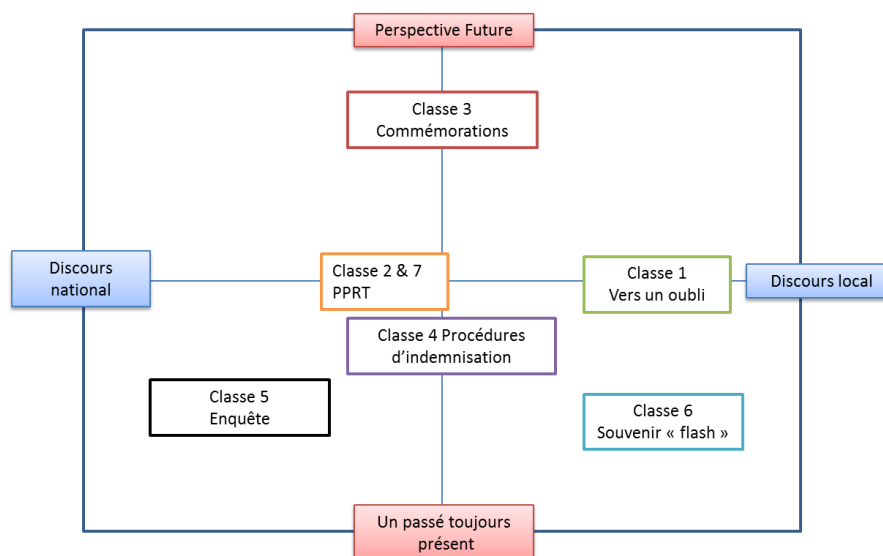 Perspective Future
Classe 3
Commémorations
Discours
national
Classe 2 & 7
PPRT
Classe 1
Vers un oubli
Discours local
Classe 4 Procédures
d’indemnisation
Classe 5
Enquête
Classe 6
Souvenir « flash »
Un passé toujours
présent